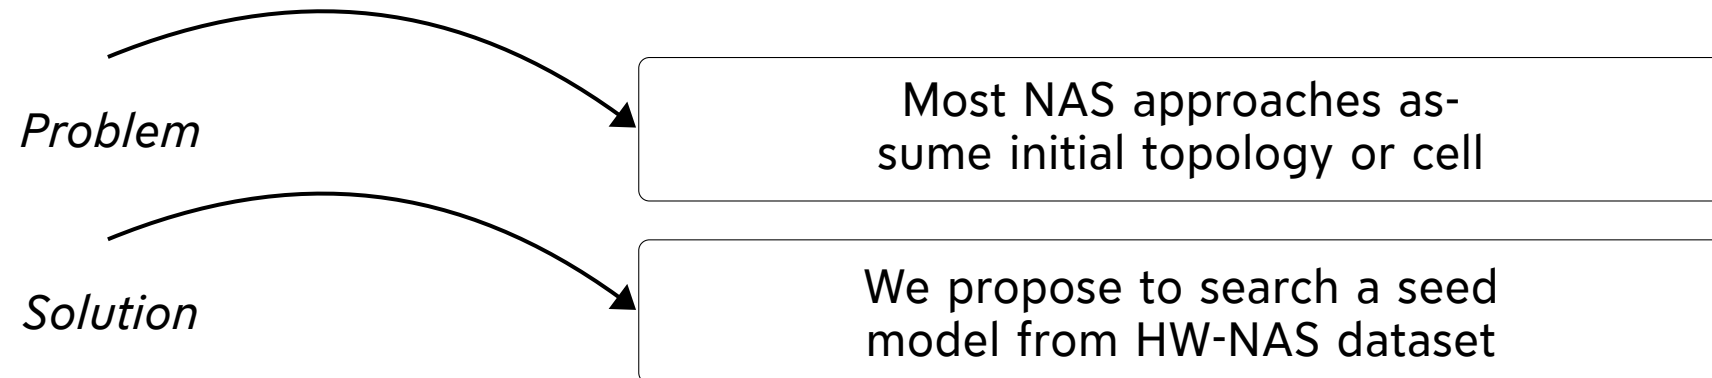 Problem
Most NAS approaches as-
sume initial topology or cell
Solution
We propose to search a seed
model from HW-NAS dataset